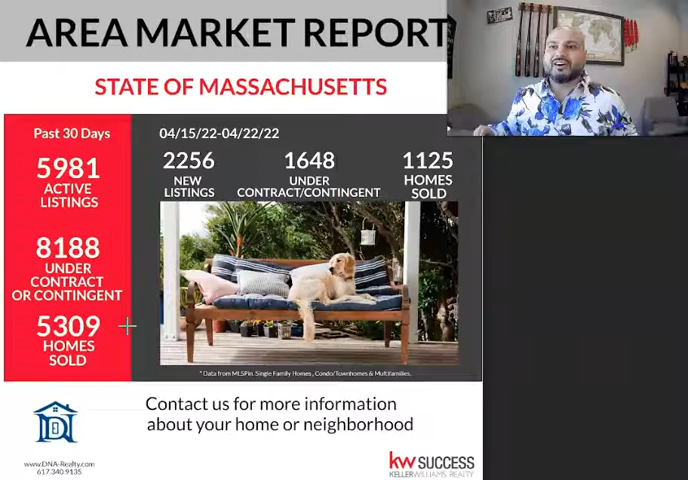 AREA MARKET REPORT
STATE OF MASSACHUSETTS
Past 30 Days
5981
ACTIVE
LISTINGS
8188
UNDER
CONTRACT
OR CONTINGENT
5309
HOMES
SOLD
04/15/22-04/22/22
2256
NEW
LISTINGS
1648
UNDER
CONTRACT/CONTINGENT
1125
HOMES
SOLD
* Data from MLSPin. Single Family Homes, Condo/Townhomes & Multifamilies.
Contact us for more information
about your home or neighborhood
www.DNA-Realty.com
617.340.9135
kw SUCCESS
KELLERWILLIAMS. REALTY